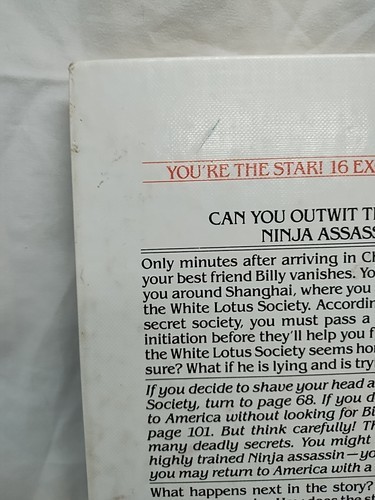 YOU'RE THE STAR! 16 EX
CAN YOU OUTWIT T
NINJA ASSAS
Only minutes after arriving in Ch
your best friend Billy vanishes. Yo
you around Shanghai, where you
the White Lotus Society. Accordin
secret society, you must pass a
initiation before they'll help you f
the White Lotus Society seems ho
sure? What if he is lying and is try
If you decide to shave your head a
Society, turn to page 68. If you d
to America without looking for Bi
page 101. But think carefully! Th
many deadly secrets. You might
highly trained Ninja assassin—yo
you may return to America with a
What happens next in the story?